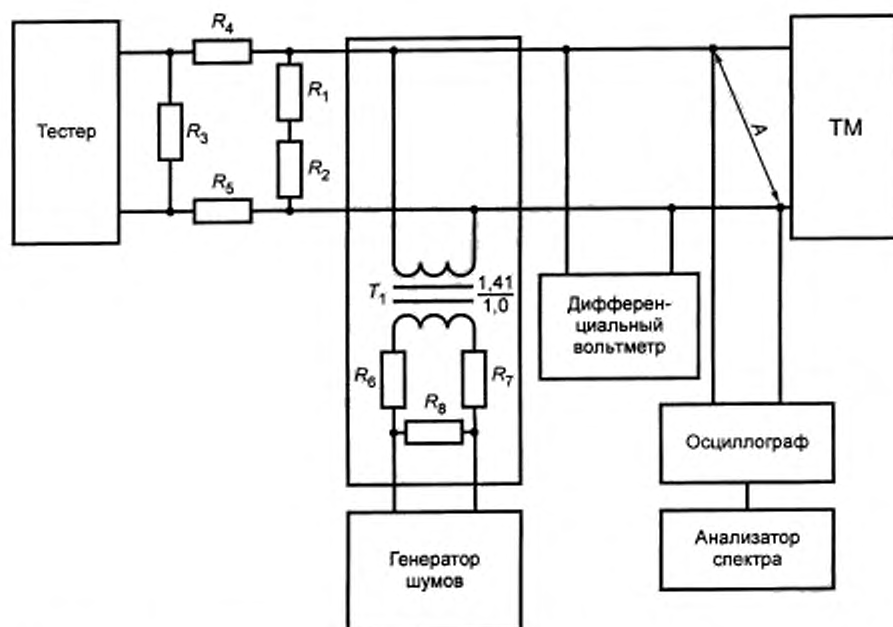 R4
R1
Тестер
R3
R2
R5
A
ТМ
T1
1,41
1,0
R6
R7
R8
Дифферен-
циальный
вольтметр
Осциллограф
Генератор
шумов
Анализатор
спектра